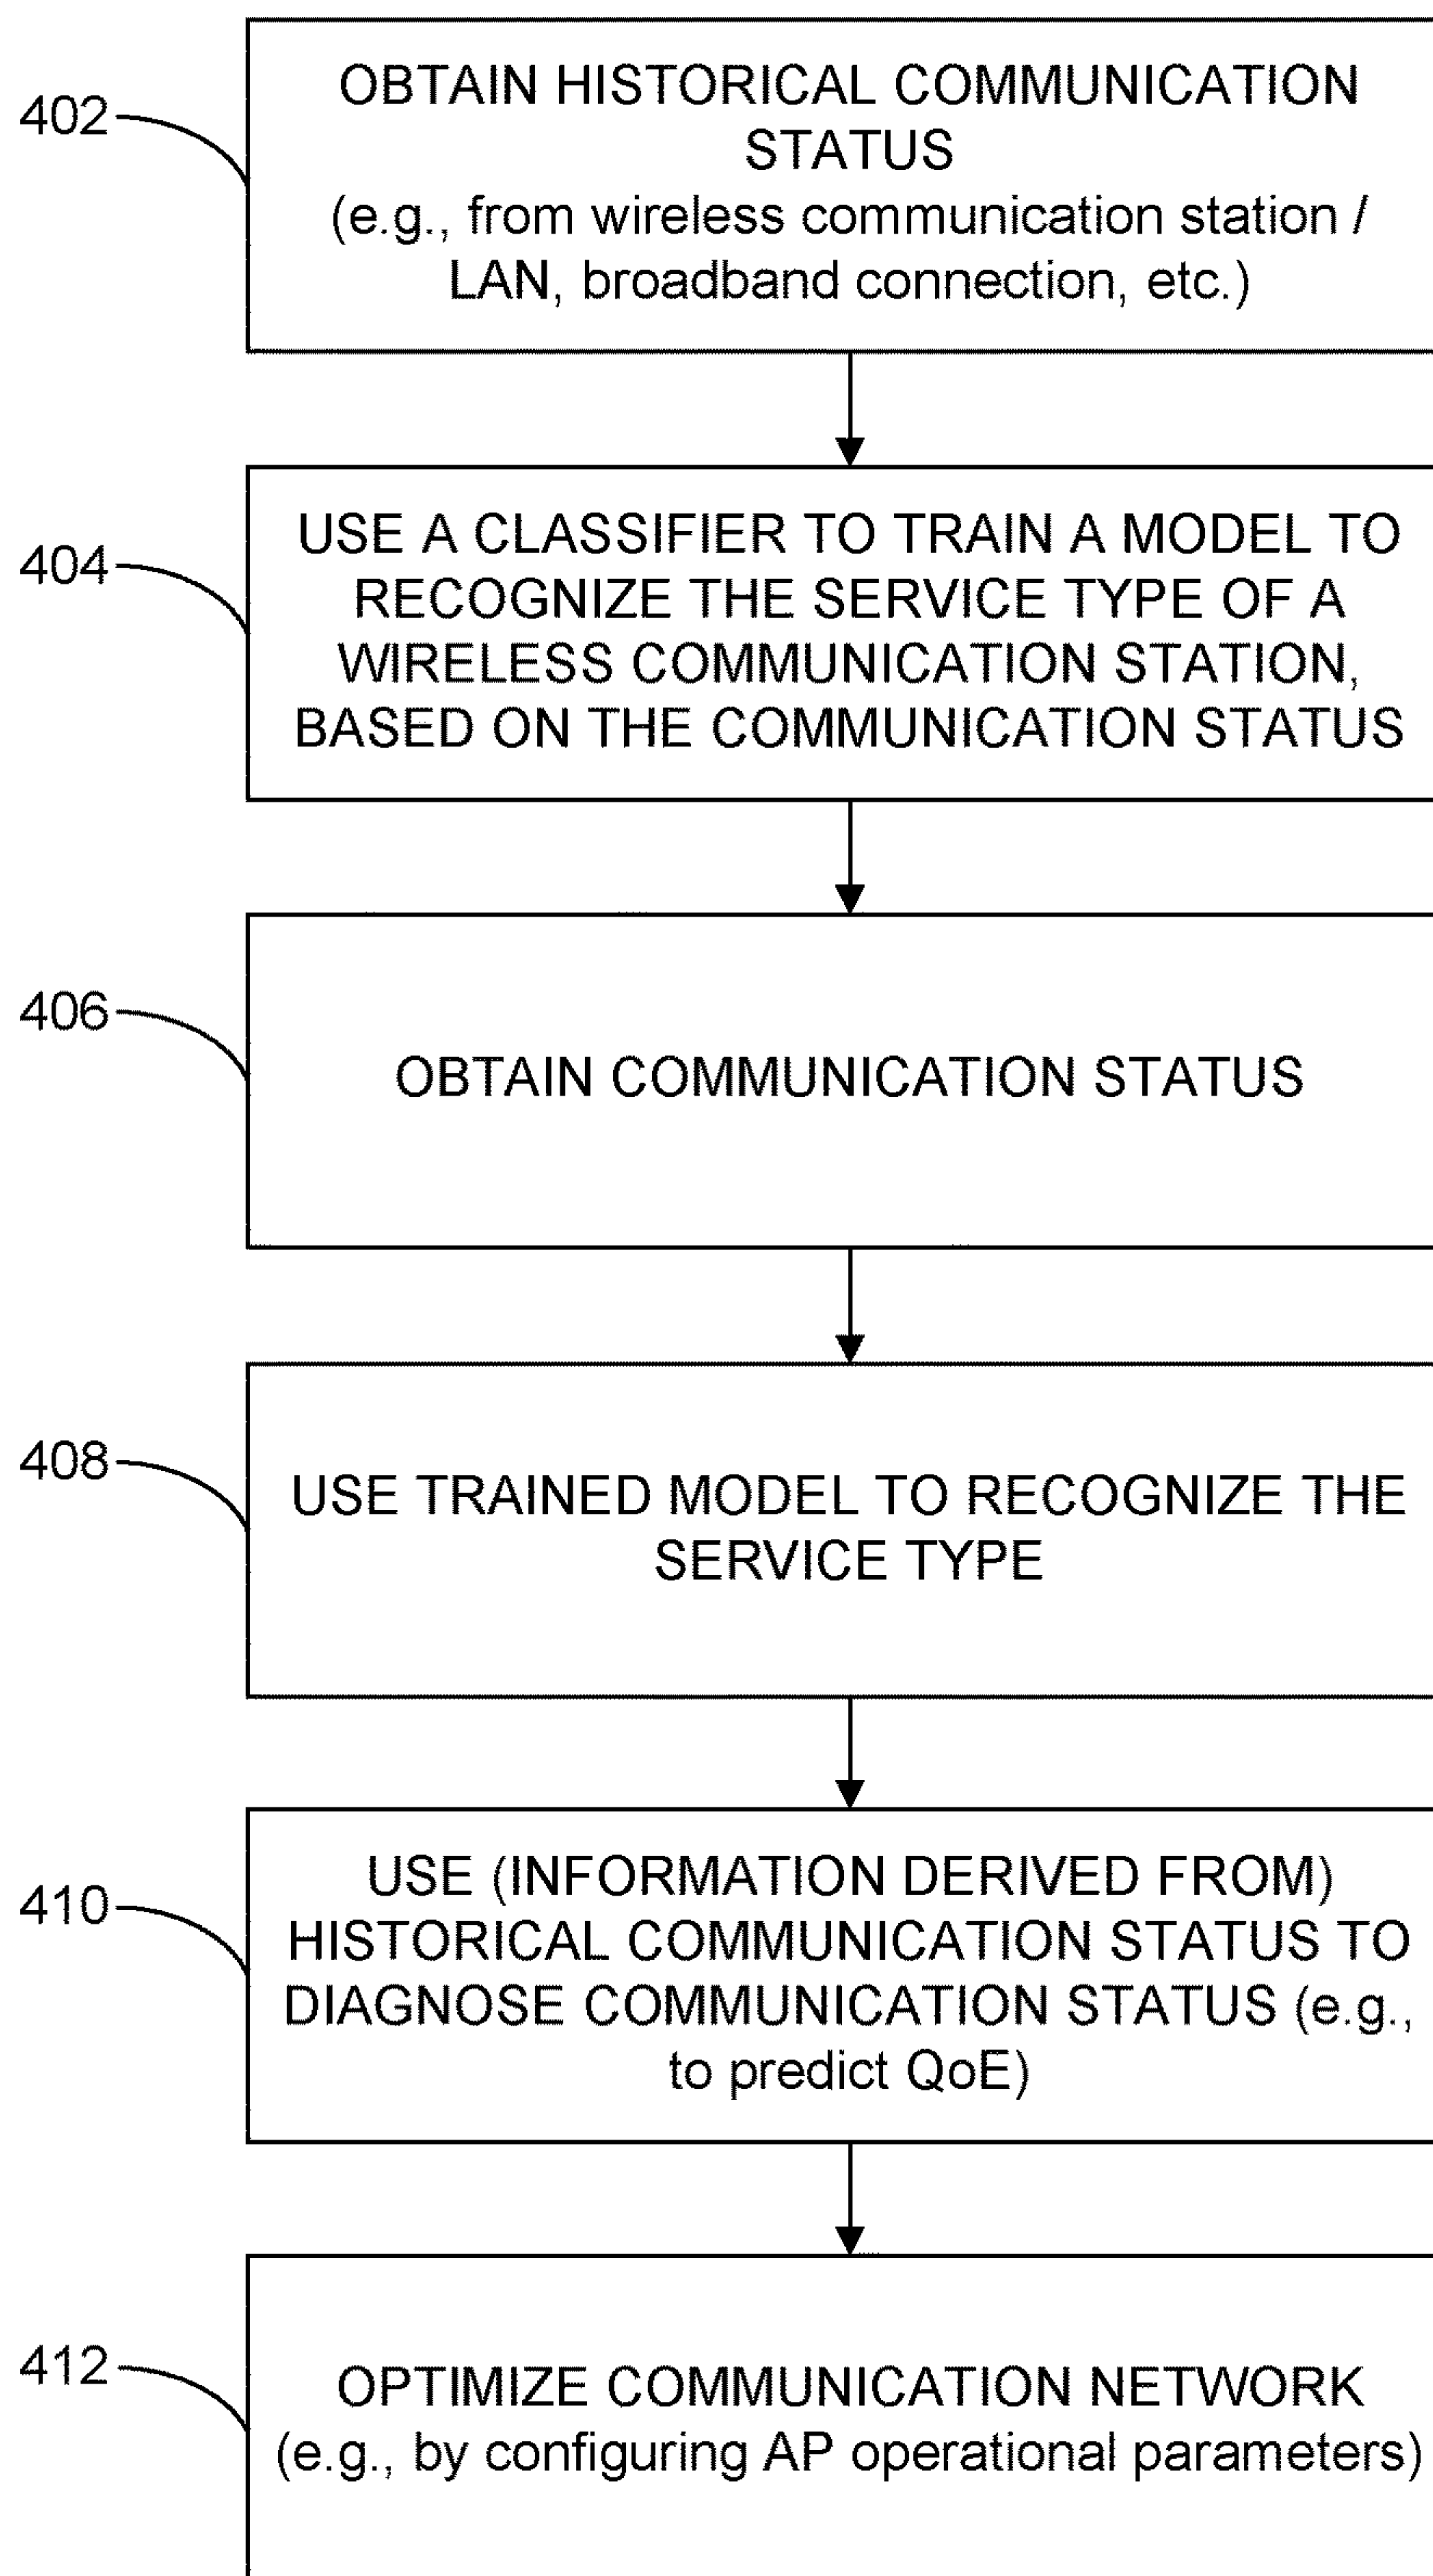 402
OBTAIN HISTORICAL COMMUNICATION
STATUS
(e.g., from wireless communication station /
LAN, broadband connection, etc.)
404
USE A CLASSIFIER TO TRAIN A MODEL TO
RECOGNIZE THE SERVICE TYPE OF A
WIRELESS COMMUNICATION STATION,
BASED ON THE COMMUNICATION STATUS
406
OBTAIN COMMUNICATION STATUS
408
USE TRAINED MODEL TO RECOGNIZE THE
SERVICE TYPE
410
USE (INFORMATION DERIVED FROM)
HISTORICAL COMMUNICATION STATUS TO
DIAGNOSE COMMUNICATION STATUS (e.g.,
to predict QoE)
412
OPTIMIZE COMMUNICATION NETWORK
(e.g., by configuring AP operational parameters)